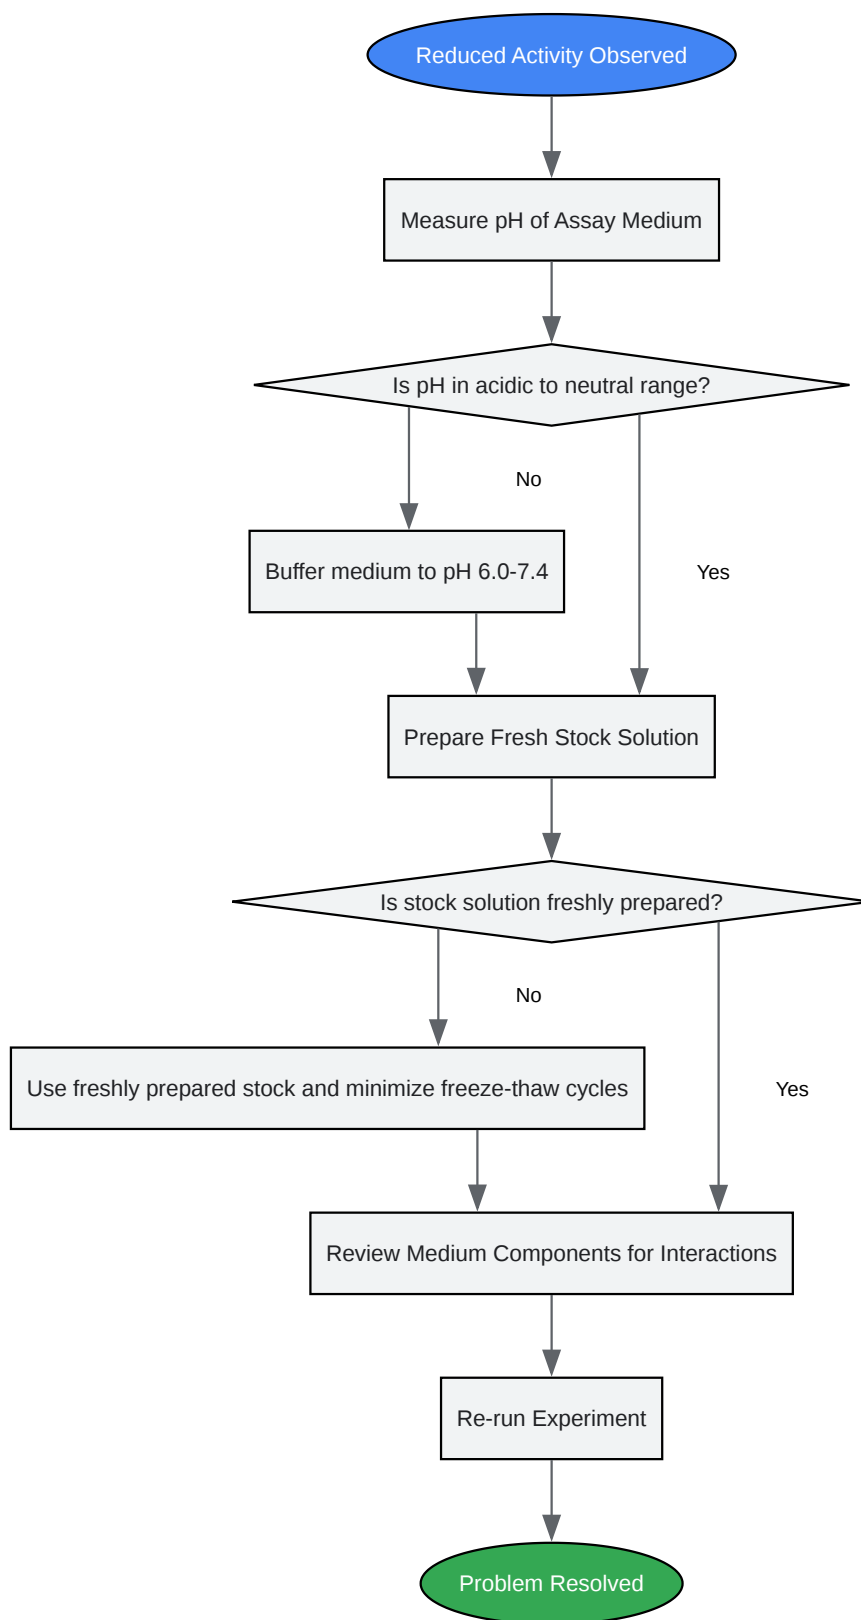 Reduced Activity Observed
Measure pH of Assay Medium
Is pH in acidic to neutral range?
No
Buffer medium to pH 6.0-7.4
Yes
Prepare Fresh Stock Solution
Is stock solution freshly prepared?
No
Use freshly prepared stock and minimize freeze-thaw cycles
Yes
Review Medium Components for Interactions
Re-run Experiment
Problem Resolved